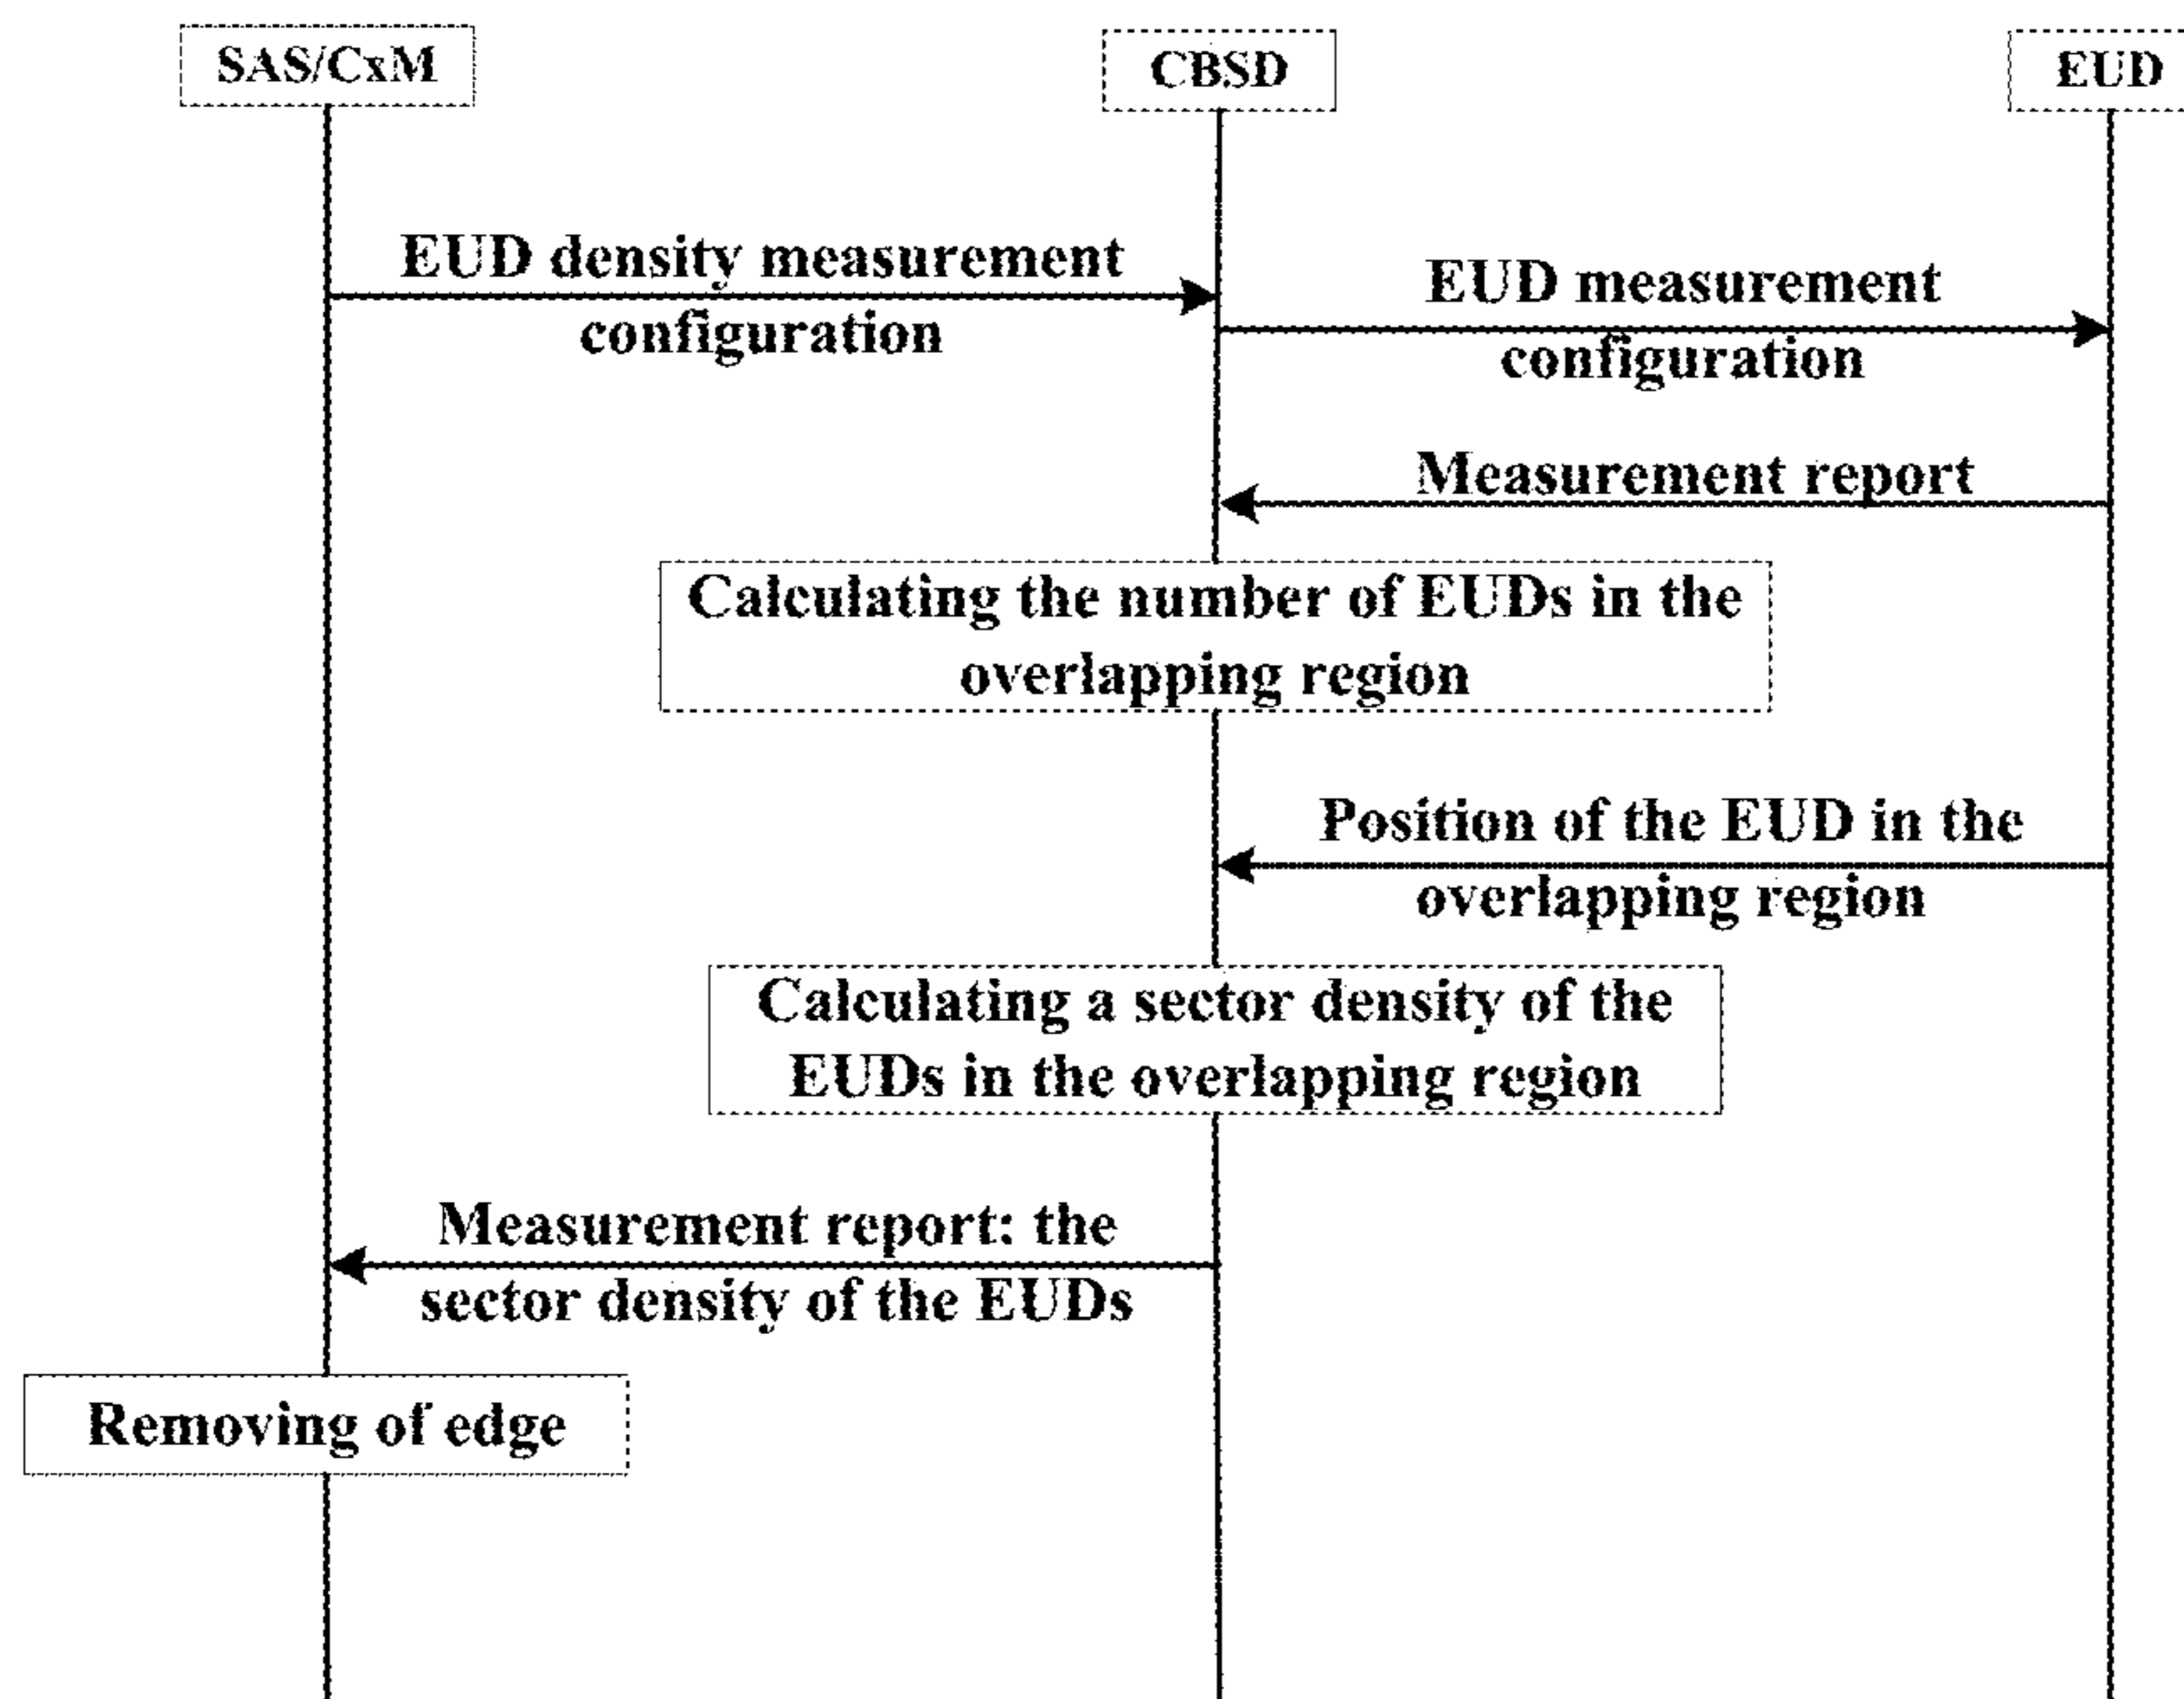 SAS/CxM
CBSD
EUD
EUD density measurement
configuration
EUD measurement
configuration
Measurement report
Calculating the number of EUDs in the
overlapping region
Position of the EUD in the
overlapping region
Calculating a sector density of the
EUDs in the overlapping region
Measurement report: the
sector density of the EUDs
Removing of edge